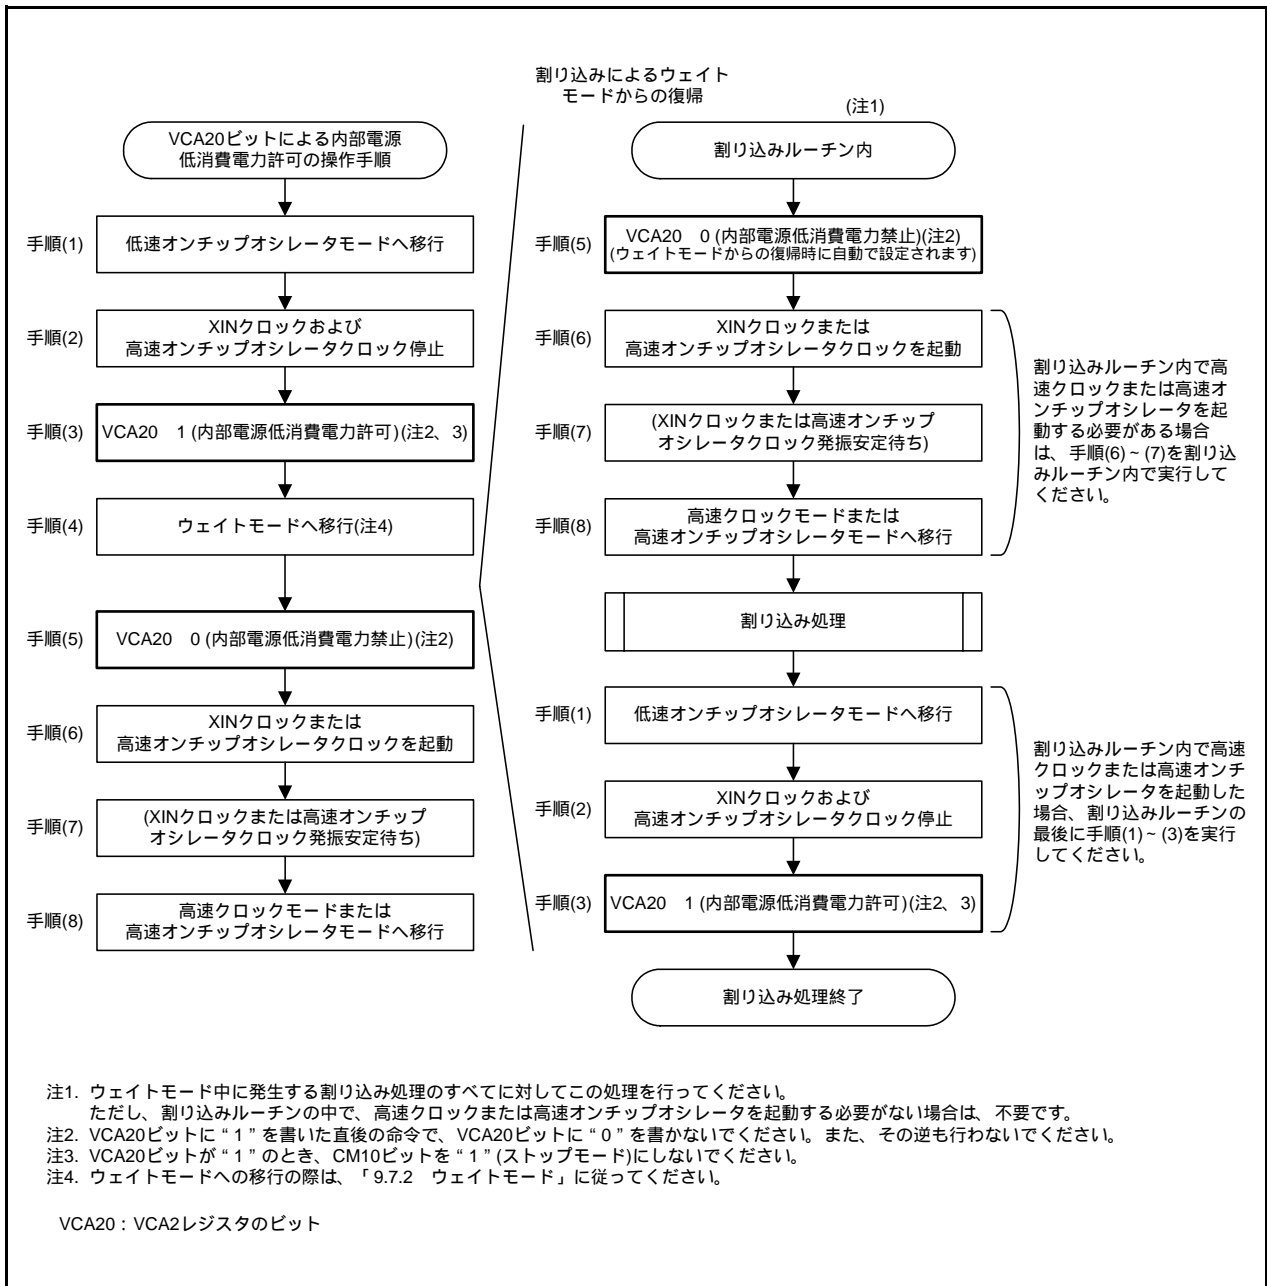 割り込みによるウェイト
モードからの復帰
VCA20ビットによる内部電源
低消費電力許可の操作手順
手順(1)
低速オンチップオシレータモードへ移行
手順(2)
XINクロックおよび
高速オンチップオシレータクロック停止
手順(3)
VCA20　1 (内部電源低消費電力許可)(注2、3)
手順(4)
ウェイトモードへ移行(注4)
手順(5)
VCA20　0 (内部電源低消費電力禁止)(注2)
手順(6)
XINクロックまたは
高速オンチップオシレータクロックを起動
手順(7)
(XINクロックまたは高速オンチップ
オシレータクロック発振安定待ち)
手順(8)
高速クロックモードまたは
高速オンチップオシレータモードへ移行
(注1)
割り込みルーチン内
手順(5)
VCA20　0 (内部電源低消費電力禁止)(注2)
(ウェイトモードからの復帰時に自動で設定されます)
手順(6)
XINクロックまたは
高速オンチップオシレータクロックを起動
手順(7)
(XINクロックまたは高速オンチップ
オシレータクロック発振安定待ち)
手順(8)
高速クロックモードまたは
高速オンチップオシレータモードへ移行
割り込みルーチン内で高
速クロックまたは高速オ
ンチップオシレータを起
動する必要がある場合
は、手順(6)~(7)を割り込
みルーチン内で実行して
ください。
割り込み処理
手順(1)
低速オンチップオシレータモードへ移行
手順(2)
XINクロックおよび
高速オンチップオシレータクロック停止
手順(3)
VCA20　1 (内部電源低消費電力許可)(注2、3)
割り込みルーチン内で高速
クロックまたは高速オンチ
ップオシレータを起動した
場合、割り込みルーチンの
最後に手順(1)~(3)を実行
してください。
割り込み処理終了
注1. ウェイトモード中に発生する割り込み処理のすべてに対してこの処理を行ってください。
ただし、割り込みルーチンの中で、高速クロックまたは高速オンチップオシレータを起動する必要がない場合は、不要です。
注2. VCA20ビットに“1”を書いた直後の命令で、VCA20ビットに“0”を書かないでください。また、その逆も行わないでください。
注3. VCA20ビットが“1”のとき、CM10ビットを“1”(ストップモード)にしないでください。
注4. ウェイトモードへの移行の際は、「9.7.2　ウェイトモード」に従ってください。
VCA20：VCA2レジスタのビット